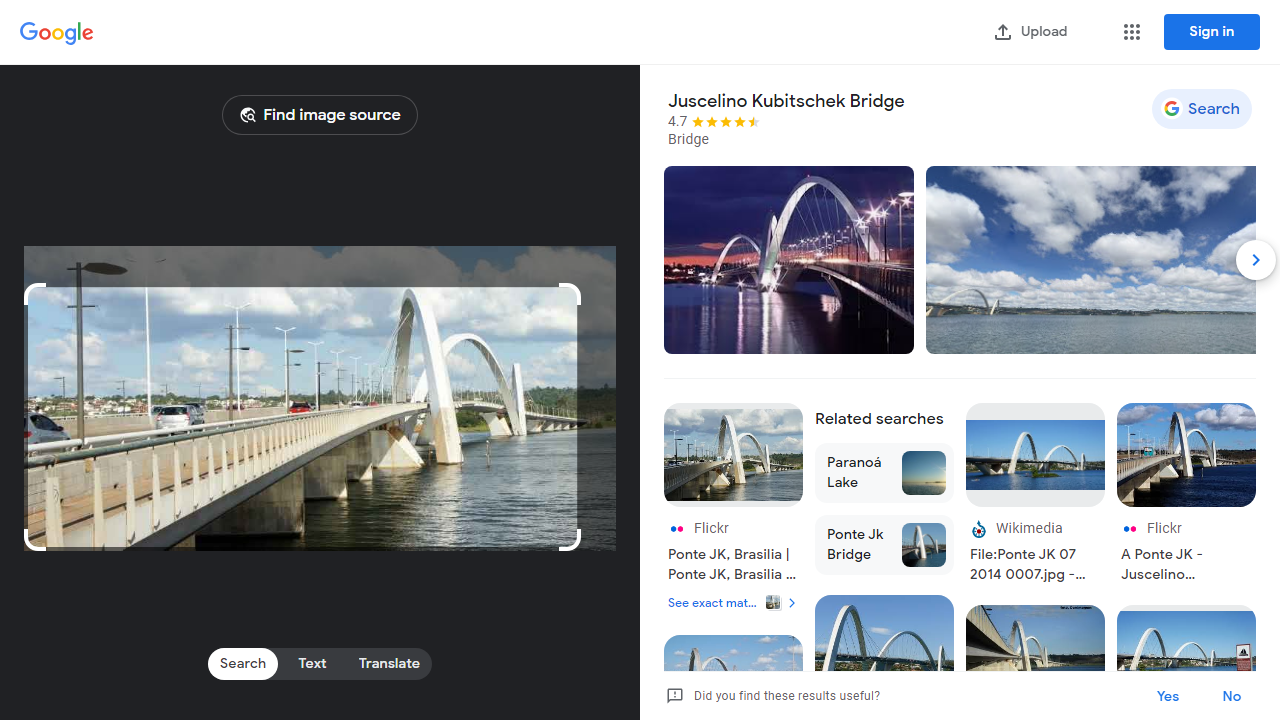 Google
Upload
Sign in
Find image source
Juscelino Kubitschek Bridge
4.7
Bridge
Search
Related searches
Paranoá
Lake
Ponte Jk
Bridge
Flickr
Ponte JK, Brasilia |
Ponte JK, Brasilia ...
See exact mat...
Wikimedia
File:Ponte JK 07
2014 0007.jpg -...
Flickr
A Ponte JK -
Juscelino...
Search
Text
Translate
Did you find these results useful?
Yes
No